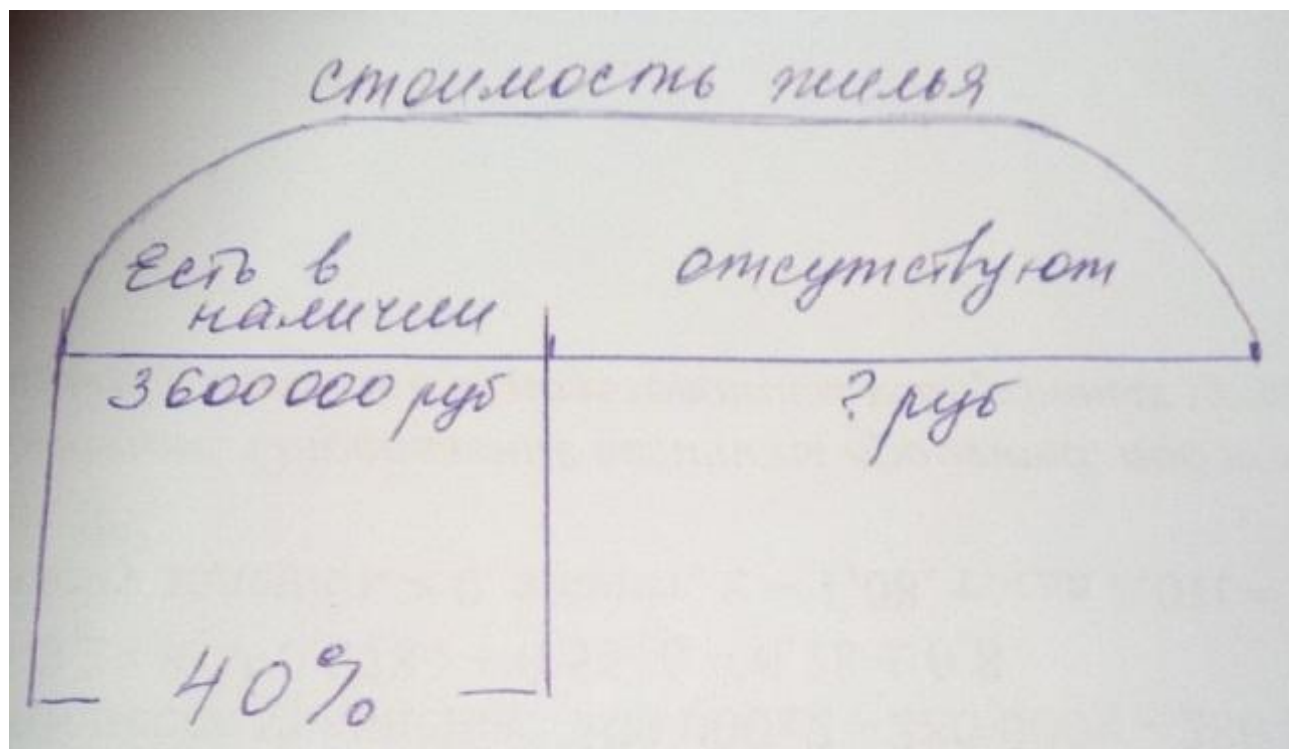 стоимость жилья
Есть в
наличии
отсутствуют
3600000 руб
? руб
40%